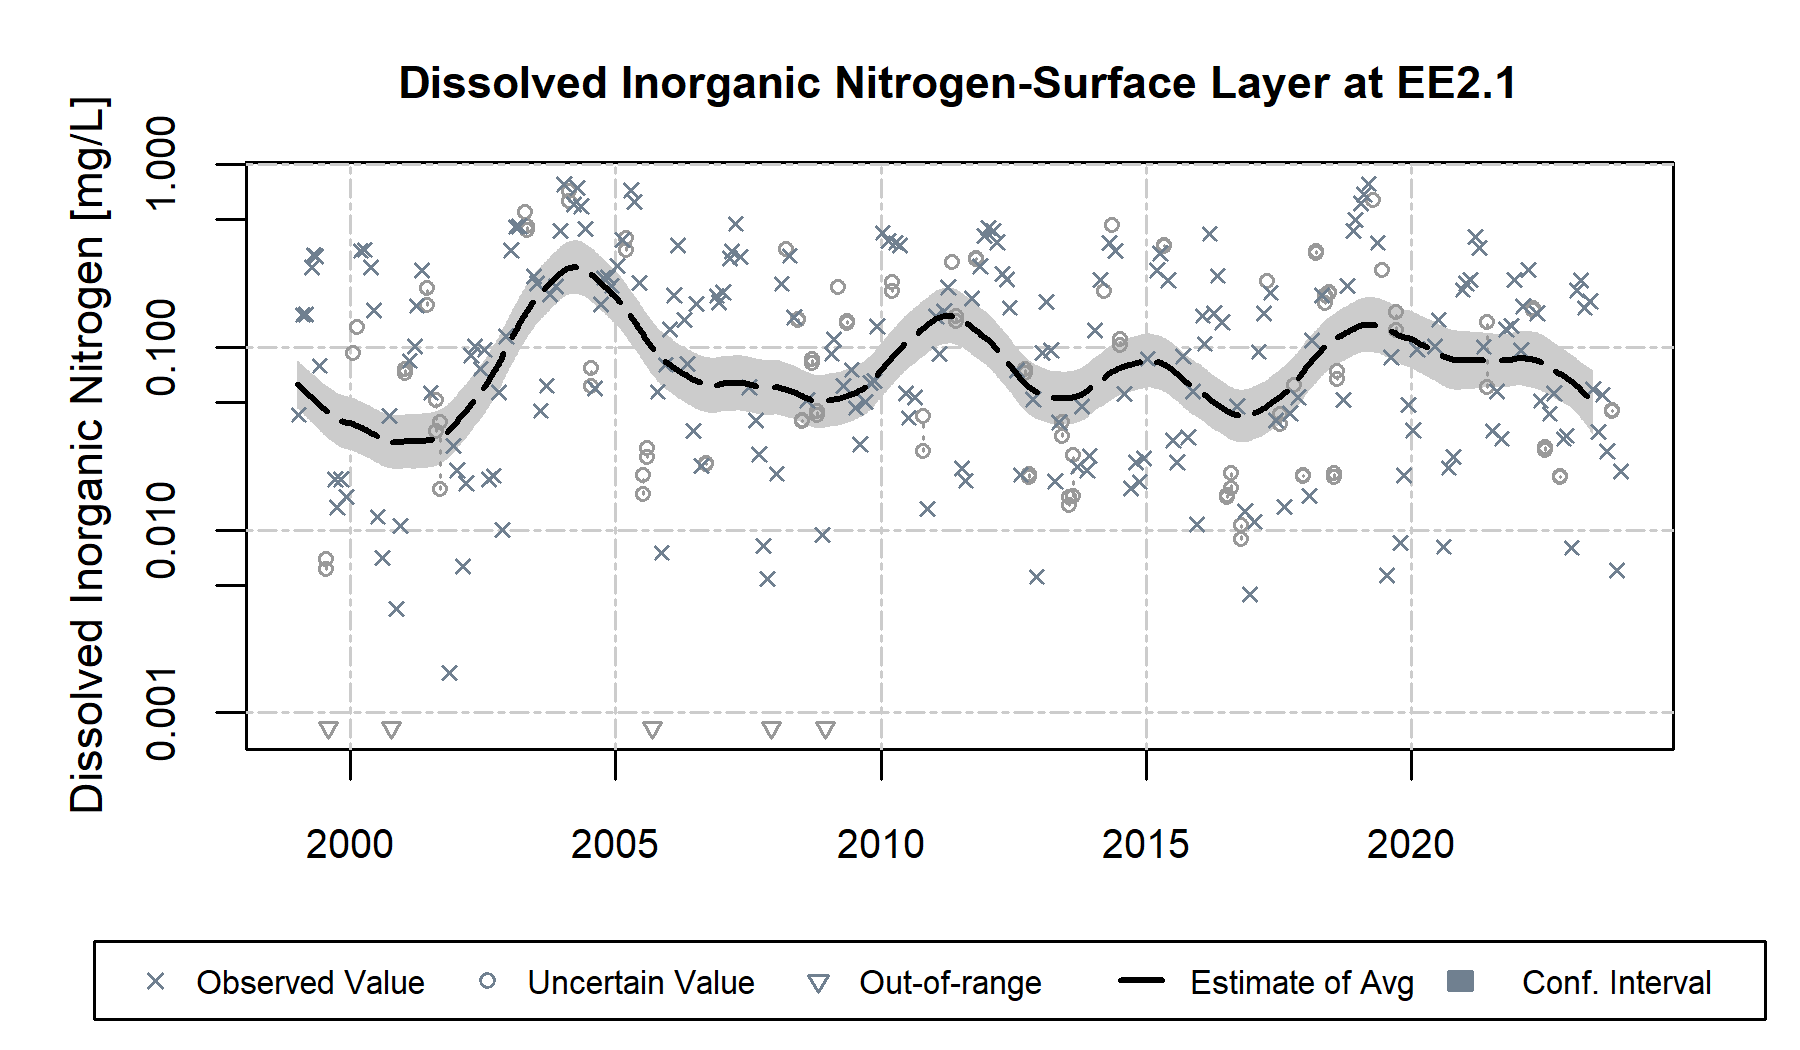 Dissolved Inorganic Nitrogen-Surface Layer at EE2.1
Dissolved Inorganic Nitrogen [mg/L]
1.000
0.100
0.010
0.001
2000 2005 2010 2015 2020
Observed Value Uncertain Value Out-of-range Estimate of Avg Conf. Interval